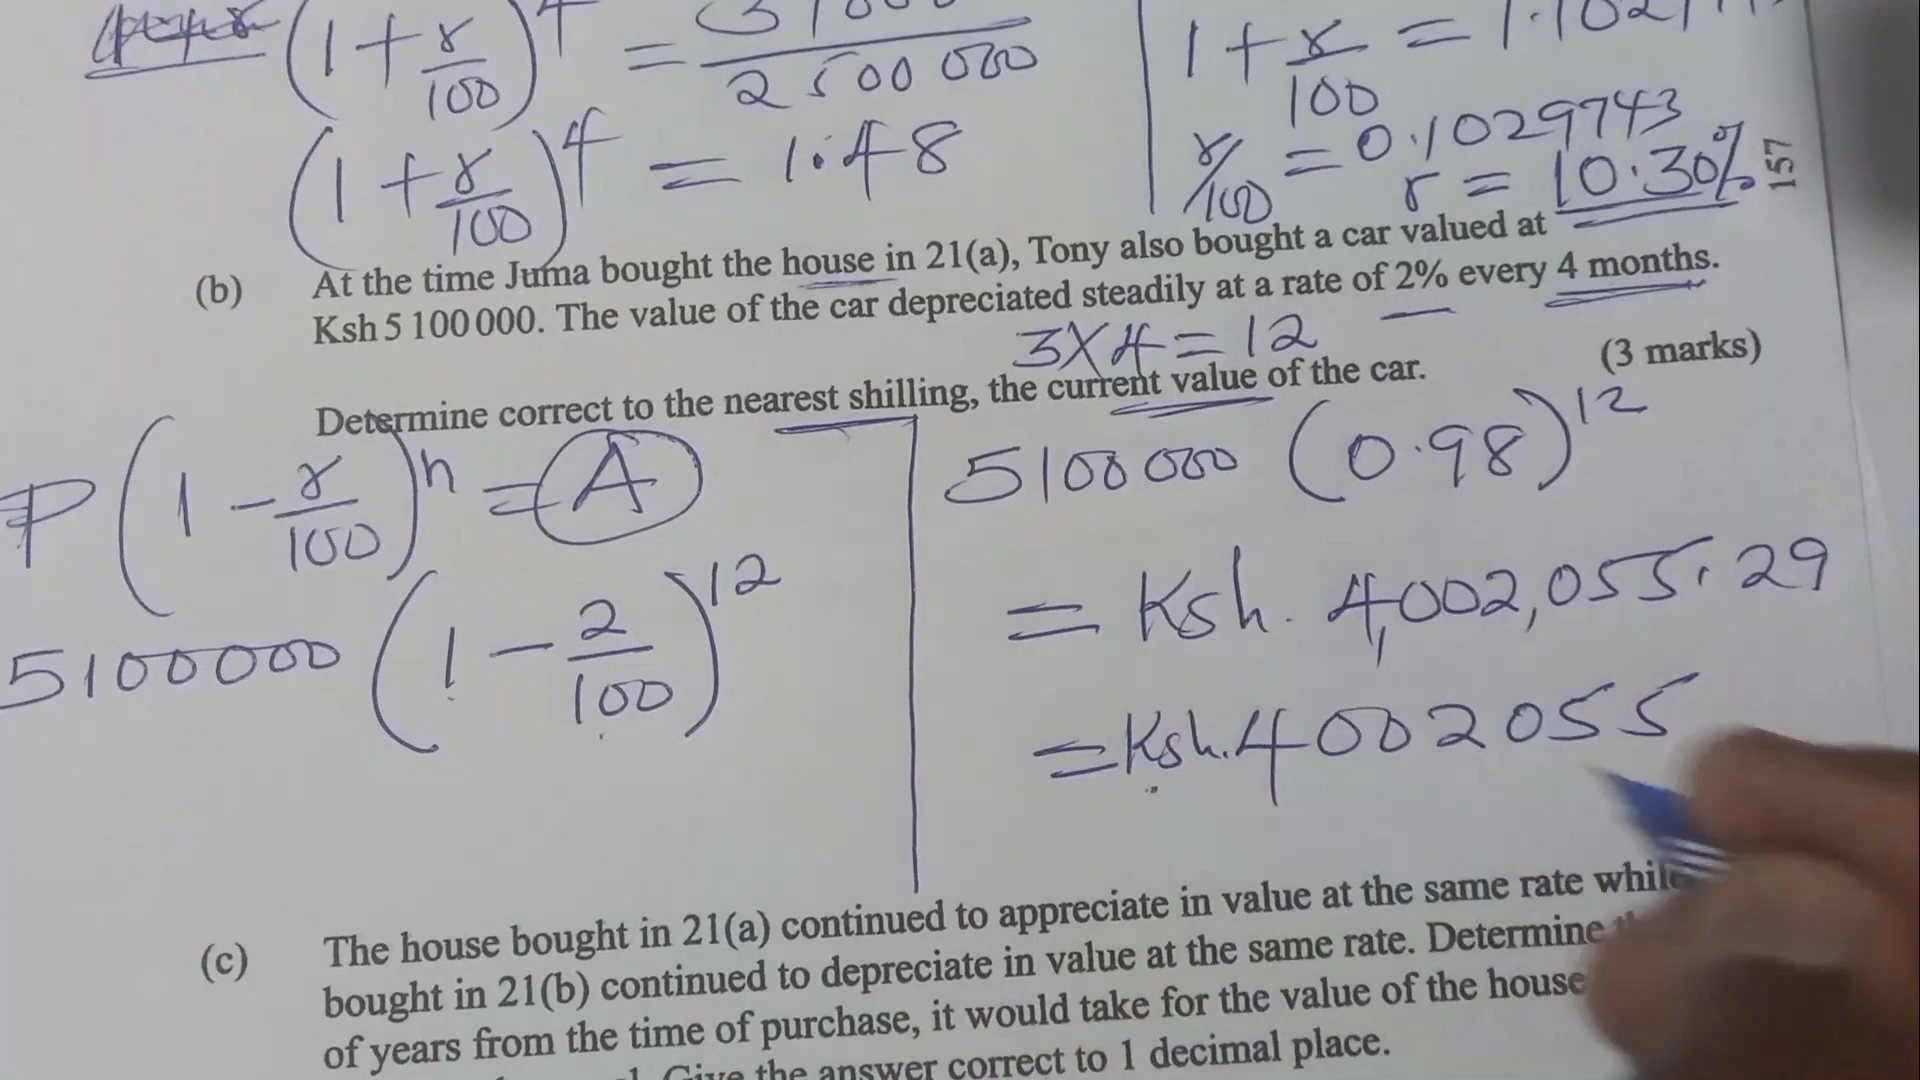 (1 + r/100)^4 = 2500000
(1 + r/100)^4 = 1.48
1 + r/100 =
r/100 = 0.1029743
r = 10.30%
157
(b) At the time Juma bought the house in 21(a), Tony also bought a car valued at
Ksh 5 100 000. The value of the car depreciated steadily at a rate of 2% every 4 months.
3 × 4 = 12
(3 marks)
Determine correct to the nearest shilling, the current value of the car.
P(1 - r/100)^n = A
5100000 (1 - 2/100)^12
5100000 (0.98)^12
= Ksh. 4,002,055.29
= Ksh. 4002055
(c) The house bought in 21(a) continued to appreciate in value at the same rate while
bought in 21(b) continued to depreciate in value at the same rate. Determine
of years from the time of purchase, it would take for the value of the house
Give the answer correct to 1 decimal place.